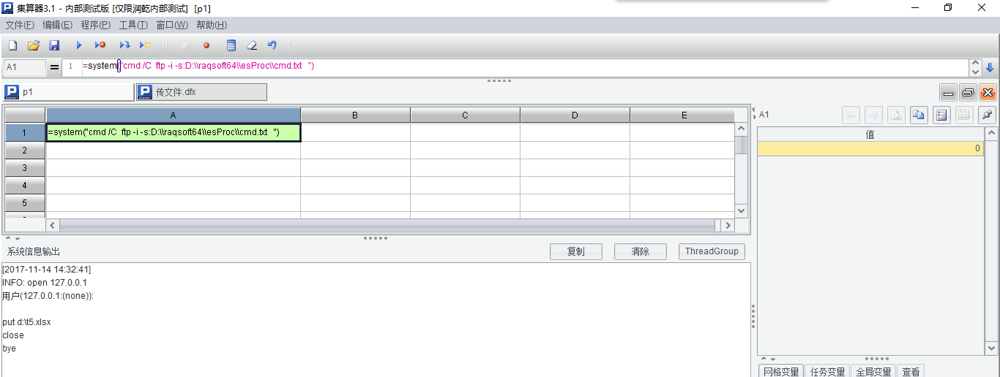 集算器3.1 - 内部测试版 [仅限润乾内部测试] [p1]
文件(F) 编辑(E) 程序(P) 工具(T) 窗口(W) 帮助(H)
A1 = 1 =system("cmd /C ftp -i -s:D:\\raqsoft64\\esProc\\cmd.txt ")
p1 传文件.dfx
A B C D E
1 =system("cmd /C ftp -i -s:D:\\raqsoft64\\esProc\\cmd.txt ")
2
3
4
5
A1
值
0
系统信息输出 复制 清除 ThreadGroup
[2017-11-14 14:32:41]
INFO: open 127.0.0.1
用户(127.0.0.1:(none)):
put d:\t5.xlsx
close
bye
网格变量 任务变量 全局变量 查看